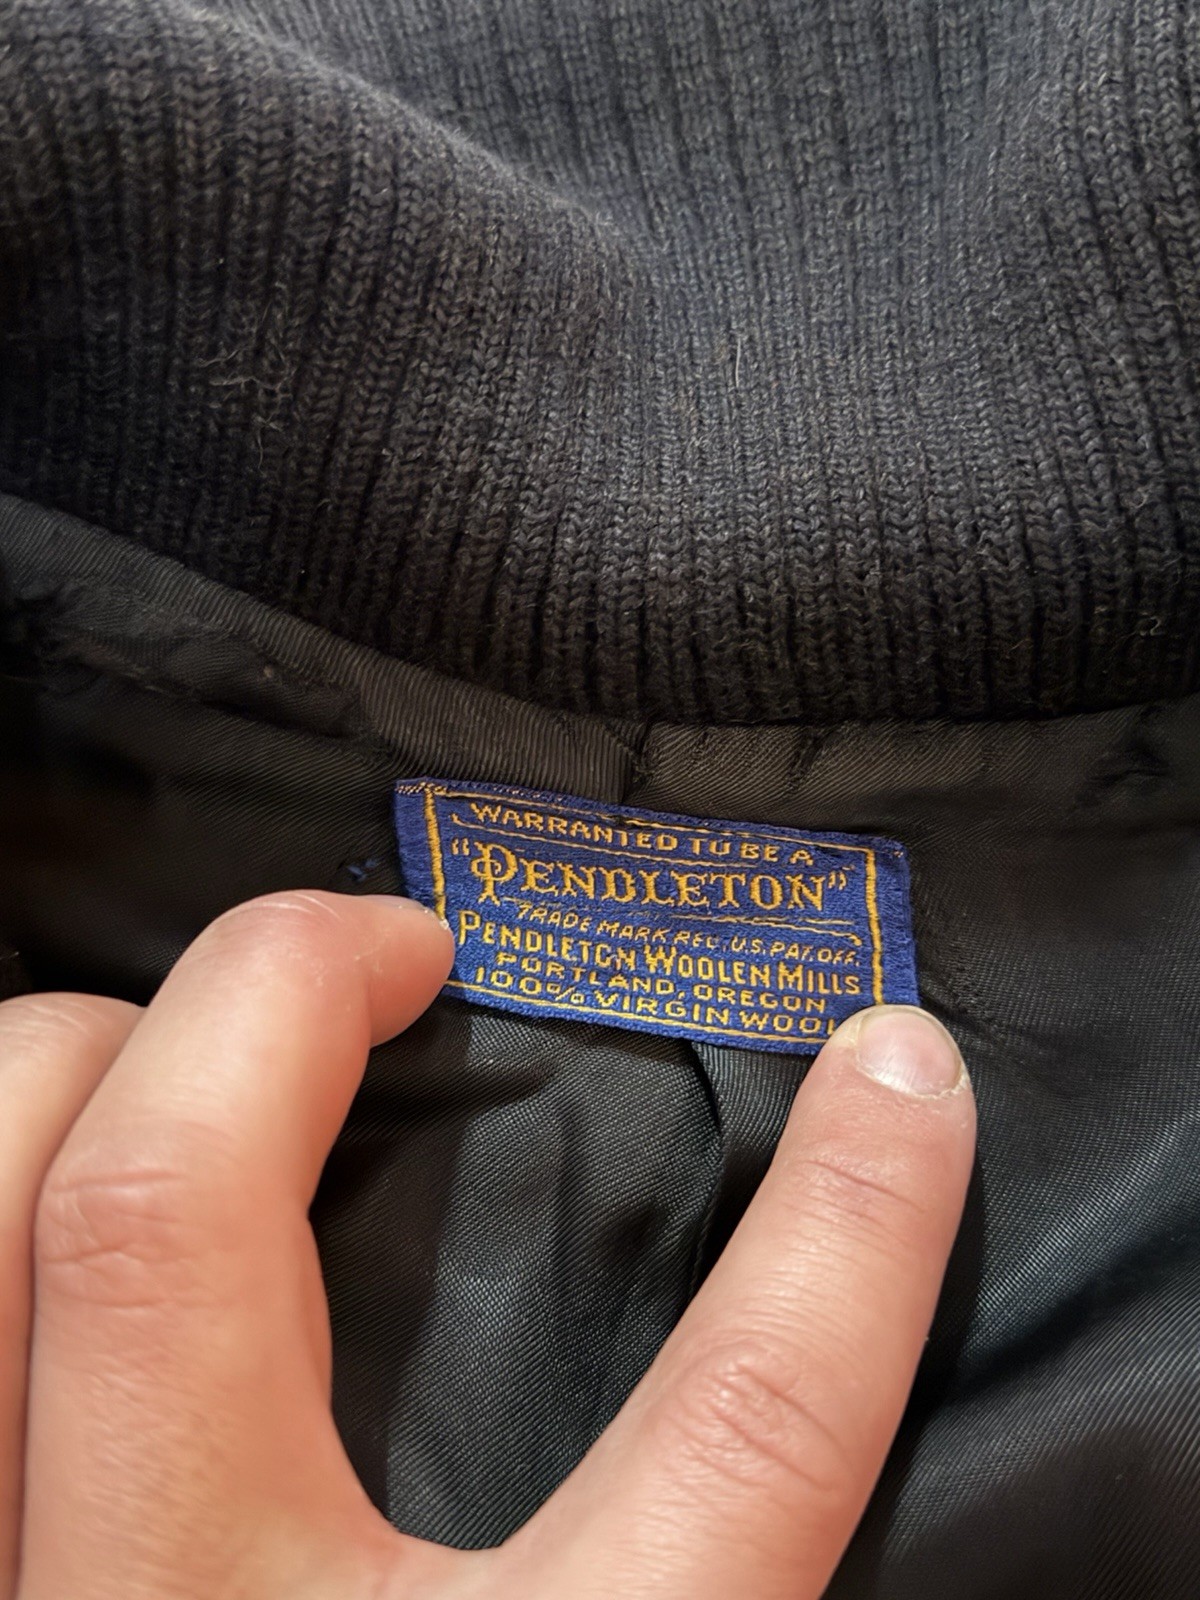 WARRANTED TO BE A
"PENDLETON"
TRADE MARK REG. U.S. PAT. OFF.
PENDLETON WOOLEN MILLS
PORTLAND, OREGON
100% VIRGIN WOOL